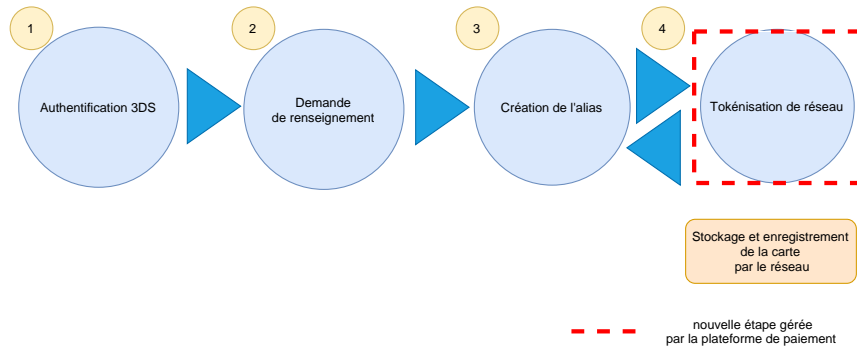 1
2
3
4
Authentification 3DS
Demande
de renseignement
Création de l'alias
Tokénisation de réseau
Stockage et enregistrement
de la carte
par le réseau
nouvelle étape gérée
par la plateforme de paiement